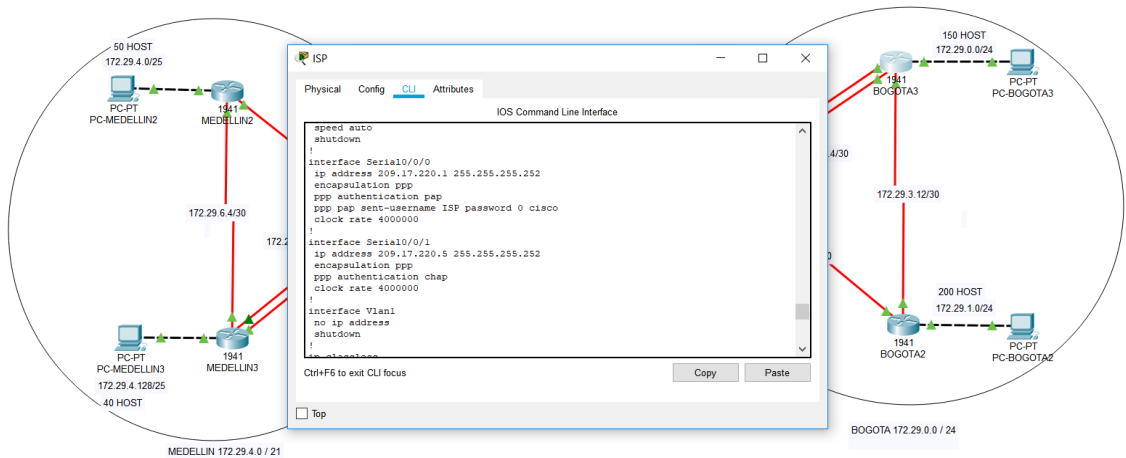 50 HOST
172.29.4.0/25
PC-PT
PC-MEDELLIN2
1941
MEDELLIN2
172.29.6.4/30
172.2
PC-PT
PC-MEDELLIN3
172.29.4.128/25
40 HOST
1941
MEDELLIN3
MEDELLIN 172.29.4.0 / 21
ISP
Physical Config CLI Attributes
IOS Command Line Interface
speed auto
shutdown
!
interface Serial0/0/0
ip address 209.17.220.1 255.255.255.252
encapsulation ppp
ppp authentication pap
ppp pap sent-username ISP password 0 cisco
clock rate 4000000
!
interface Serial0/0/1
ip address 209.17.220.5 255.255.255.252
encapsulation ppp
ppp authentication chap
clock rate 4000000
!
interface Vlan1
no ip address
shutdown
!
ip classless
Ctrl+F6 to exit CLI focus
Copy Paste
Top
150 HOST
172.29.0.0/24
1941
BOGOTA3
PC-PT
PC-BOGOTA3
.4/30
172.29.3.12/30
0
200 HOST
172.29.1.0/24
1941
BOGOTA2
PC-PT
PC-BOGOTA2
BOGOTA 172.29.0.0 / 24